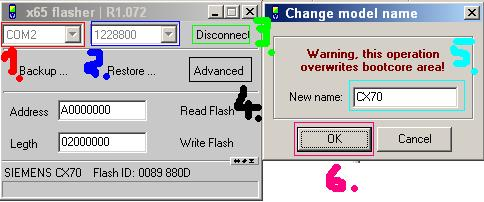 x65 flasher | R1.072
COM2
1228800
Disconnect
3.
1.
Backup ...
2.
Restore ...
Advanced
4.
Address
A0000000
Read Flash
Legth
02000000
Write Flash
SIEMENS CX70 Flash ID: 0089 880D
Change model name
Warning, this operation
overwrites bootcore area!
5.
New name:
CX70
OK
Cancel
6.